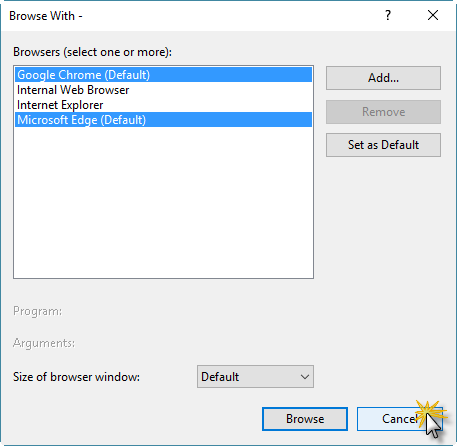 Browse With -
?
Browsers (select one or more):
Google Chrome (Default)
Internal Web Browser
Internet Explorer
Microsoft Edge (Default)
Add...
Remove
Set as Default
Program:
Arguments:
Size of browser window:
Default
Browse
Cancel